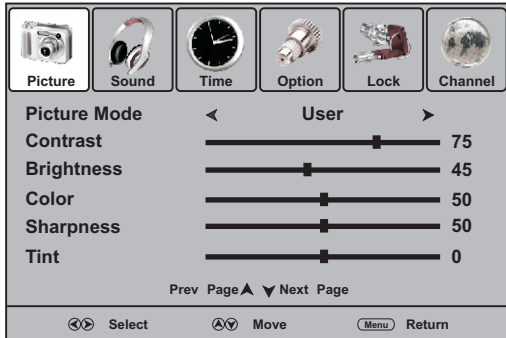 Picture Sound Time Option Lock Channel
Picture Mode User
Contrast 75
Brightness 45
Color 50
Sharpness 50
Tint 0
Prev Page Next Page
Select Move Menu Return